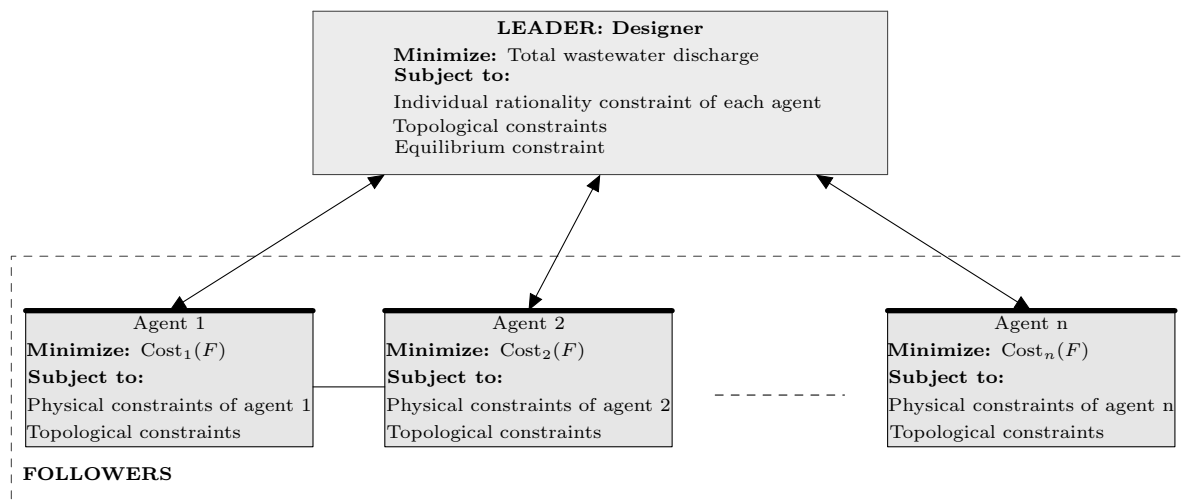 LEADER: Designer
Minimize: Total wastewater discharge
Subject to:
Individual rationality constraint of each agent
Topological constraints
Equilibrium constraint
Agent 1
Minimize: Cost₁(F)
Subject to:
Physical constraints of agent 1
Topological constraints
Agent 2
Minimize: Cost₂(F)
Subject to:
Physical constraints of agent 2
Topological constraints
Agent n
Minimize: Costₙ(F)
Subject to:
Physical constraints of agent n
Topological constraints
FOLLOWERS